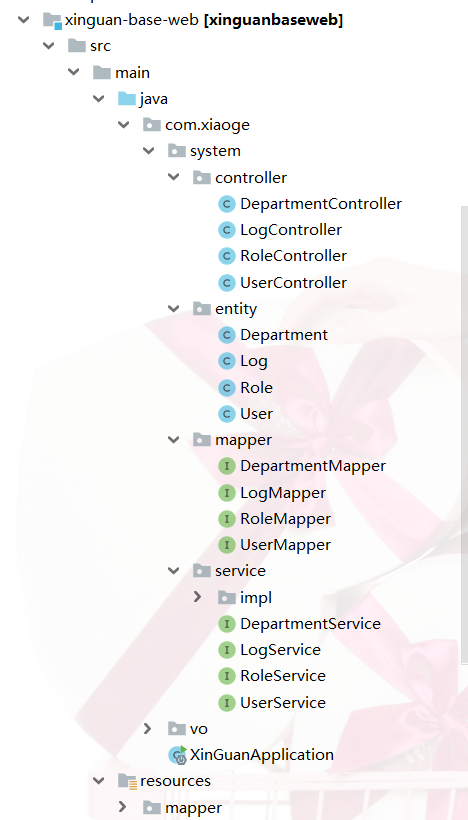 xinguan-base-web [xinguanbaseweb]
src
main
java
com.xiaoge
system
controller
C DepartmentController
C LogController
C RoleController
C UserController
entity
C Department
C Log
C Role
C User
mapper
I DepartmentMapper
I LogMapper
I RoleMapper
I UserMapper
service
impl
I DepartmentService
I LogService
I RoleService
I UserService
vo
XinGuanApplication
resources
mapper